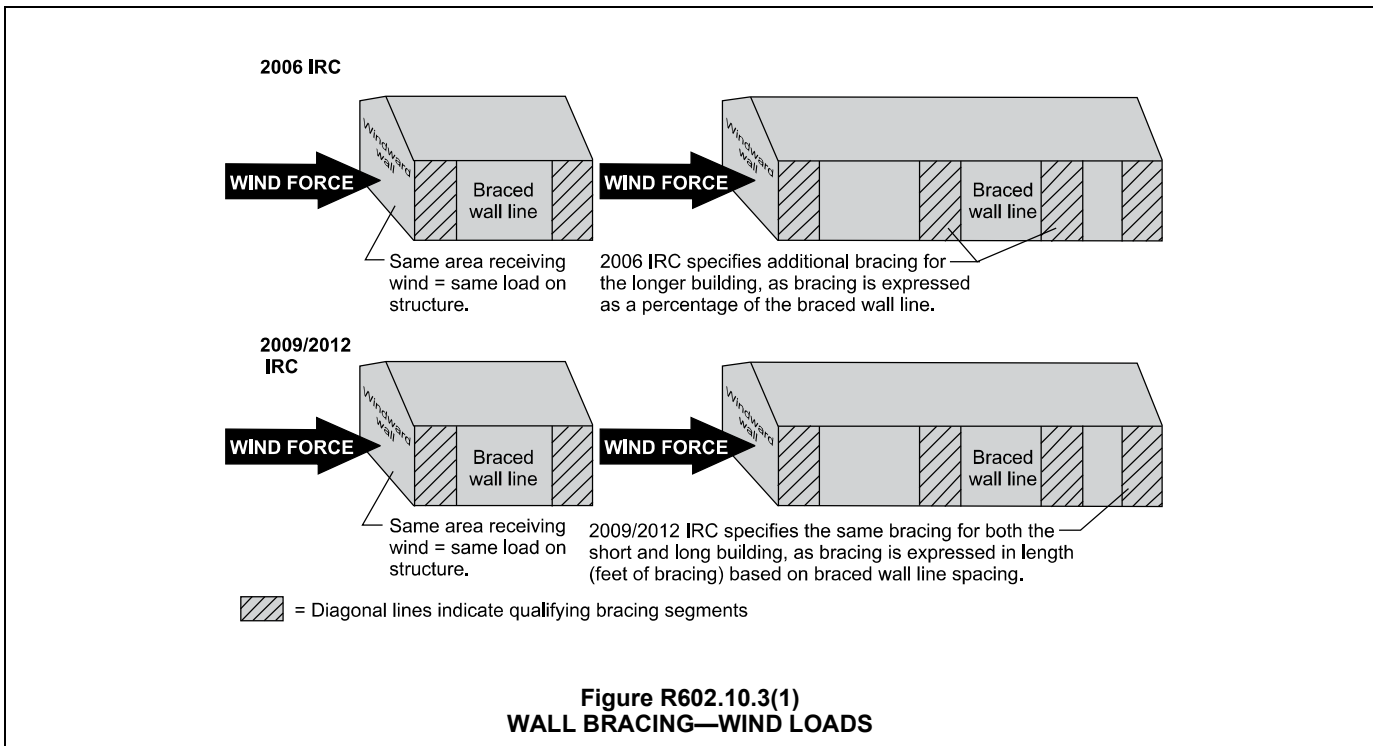 2006 IRC
Windward
wall
WIND FORCE
Braced
wall line
Same area receiving
wind = same load on
structure.
Windward
wall
WIND FORCE
Braced
wall line
2006 IRC specifies additional bracing for
the longer building, as bracing is expressed
as a percentage of the braced wall line.
2009/2012
IRC
Windward
wall
WIND FORCE
Braced
wall line
Same area receiving
wind = same load on
structure.
Windward
wall
WIND FORCE
Braced
wall line
2009/2012 IRC specifies the same bracing for both the
short and long building, as bracing is expressed in length
(feet of bracing) based on braced wall line spacing.
= Diagonal lines indicate qualifying bracing segments
Figure R602.10.3(1)
WALL BRACING—WIND LOADS